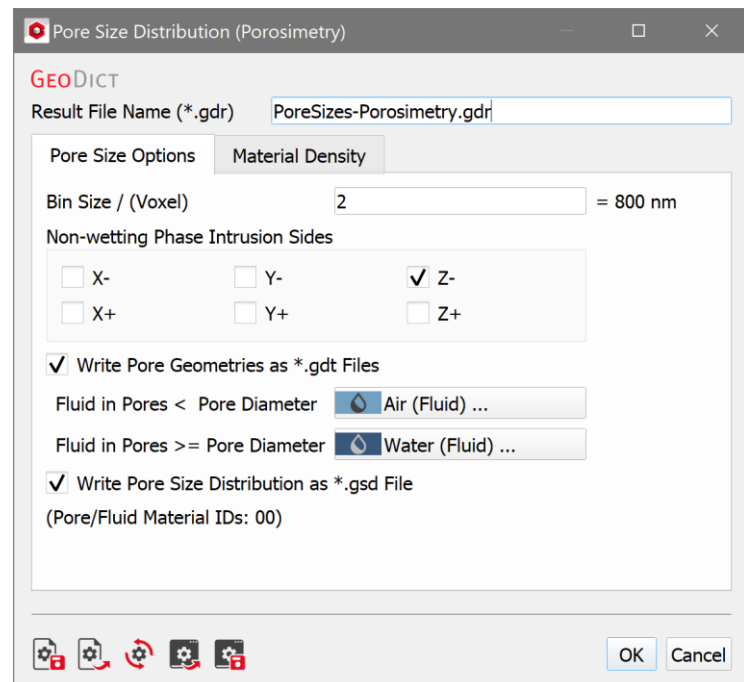 Pore Size Distribution (Porosimetry)
GEODICT
Result File Name (*.gdr) PoreSizes-Porosimetry.gdr
Pore Size Options Material Density
Bin Size / (Voxel) 2 = 800 nm
Non-wetting Phase Intrusion Sides
X- Y- Z-
X+ Y+ Z+
Write Pore Geometries as *.gdt Files
Fluid in Pores < Pore Diameter Air (Fluid) ...
Fluid in Pores >= Pore Diameter Water (Fluid) ...
Write Pore Size Distribution as *.gsd File
(Pore/Fluid Material IDs: 00)
OK Cancel